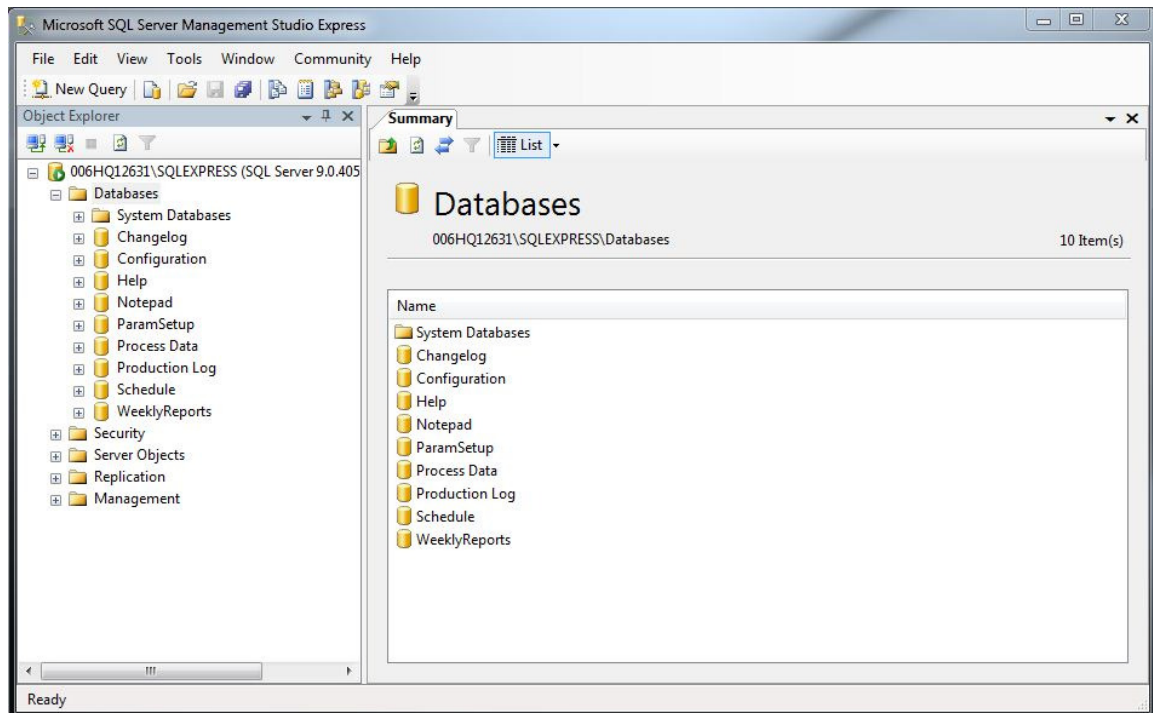 Microsoft SQL Server Management Studio Express
File Edit View Tools Window Community Help
New Query
Object Explorer
006HQ12631\SQLEXPRESS (SQL Server 9.0.405
Databases
System Databases
Changelog
Configuration
Help
Notepad
ParamSetup
Process Data
Production Log
Schedule
WeeklyReports
Security
Server Objects
Replication
Management
Summary
List
Databases
006HQ12631\SQLEXPRESS\Databases 10 Item(s)
Name
System Databases
Changelog
Configuration
Help
Notepad
ParamSetup
Process Data
Production Log
Schedule
WeeklyReports
Ready